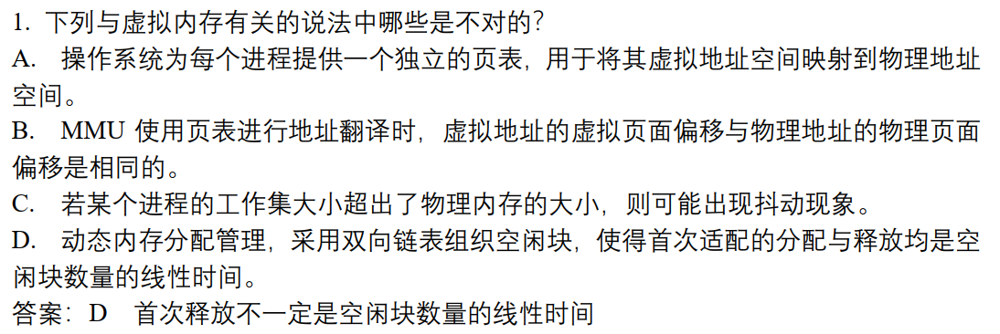 1. 下列与虚拟内存有关的说法中哪些是不对的？
A. 操作系统为每个进程提供一个独立的页表，用于将其虚拟地址空间映射到物理地址
空间。
B. MMU 使用页表进行地址翻译时，虚拟地址的虚拟页面偏移与物理地址的物理页面
偏移是相同的。
C. 若某个进程的工作集大小超出了物理内存的大小，则可能出现抖动现象。
D. 动态内存分配管理，采用双向链表组织空闲块，使得首次适配的分配与释放均是空
闲块数量的线性时间。
答案：D 首次释放不一定是空闲块数量的线性时间